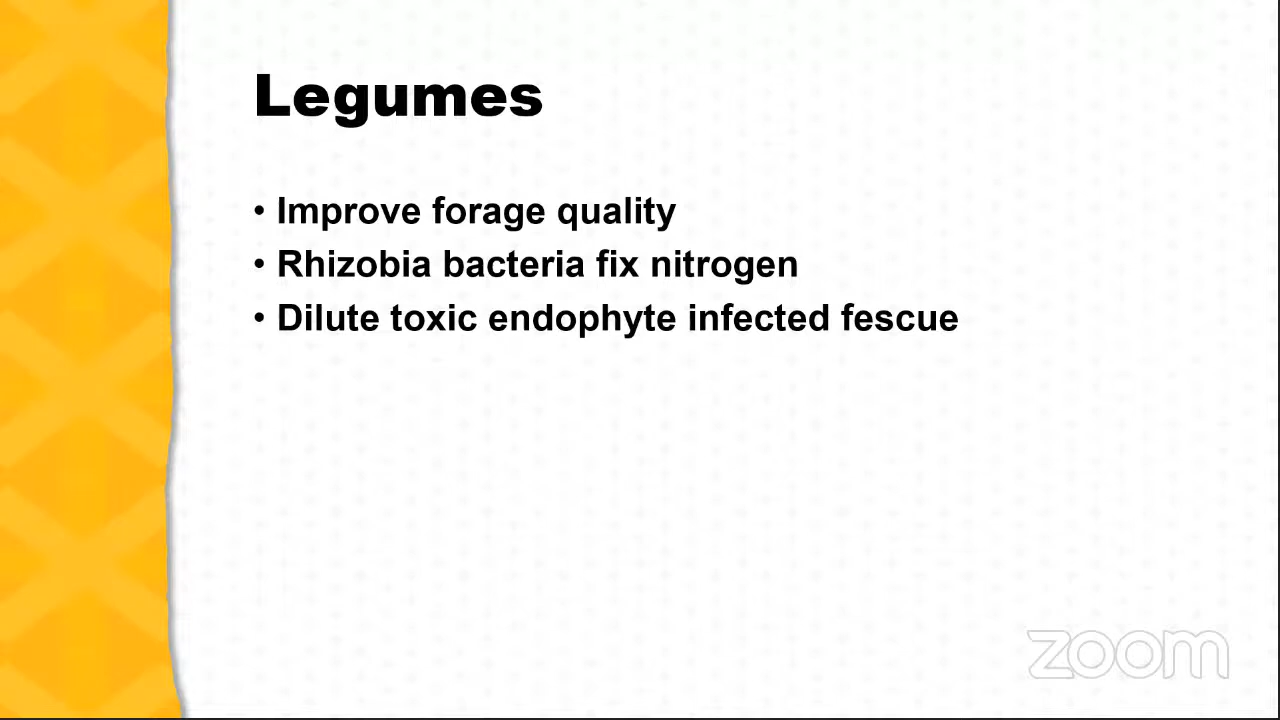 Legumes
• Improve forage quality
• Rhizobia bacteria fix nitrogen
• Dilute toxic endophyte infected fescue
zoom